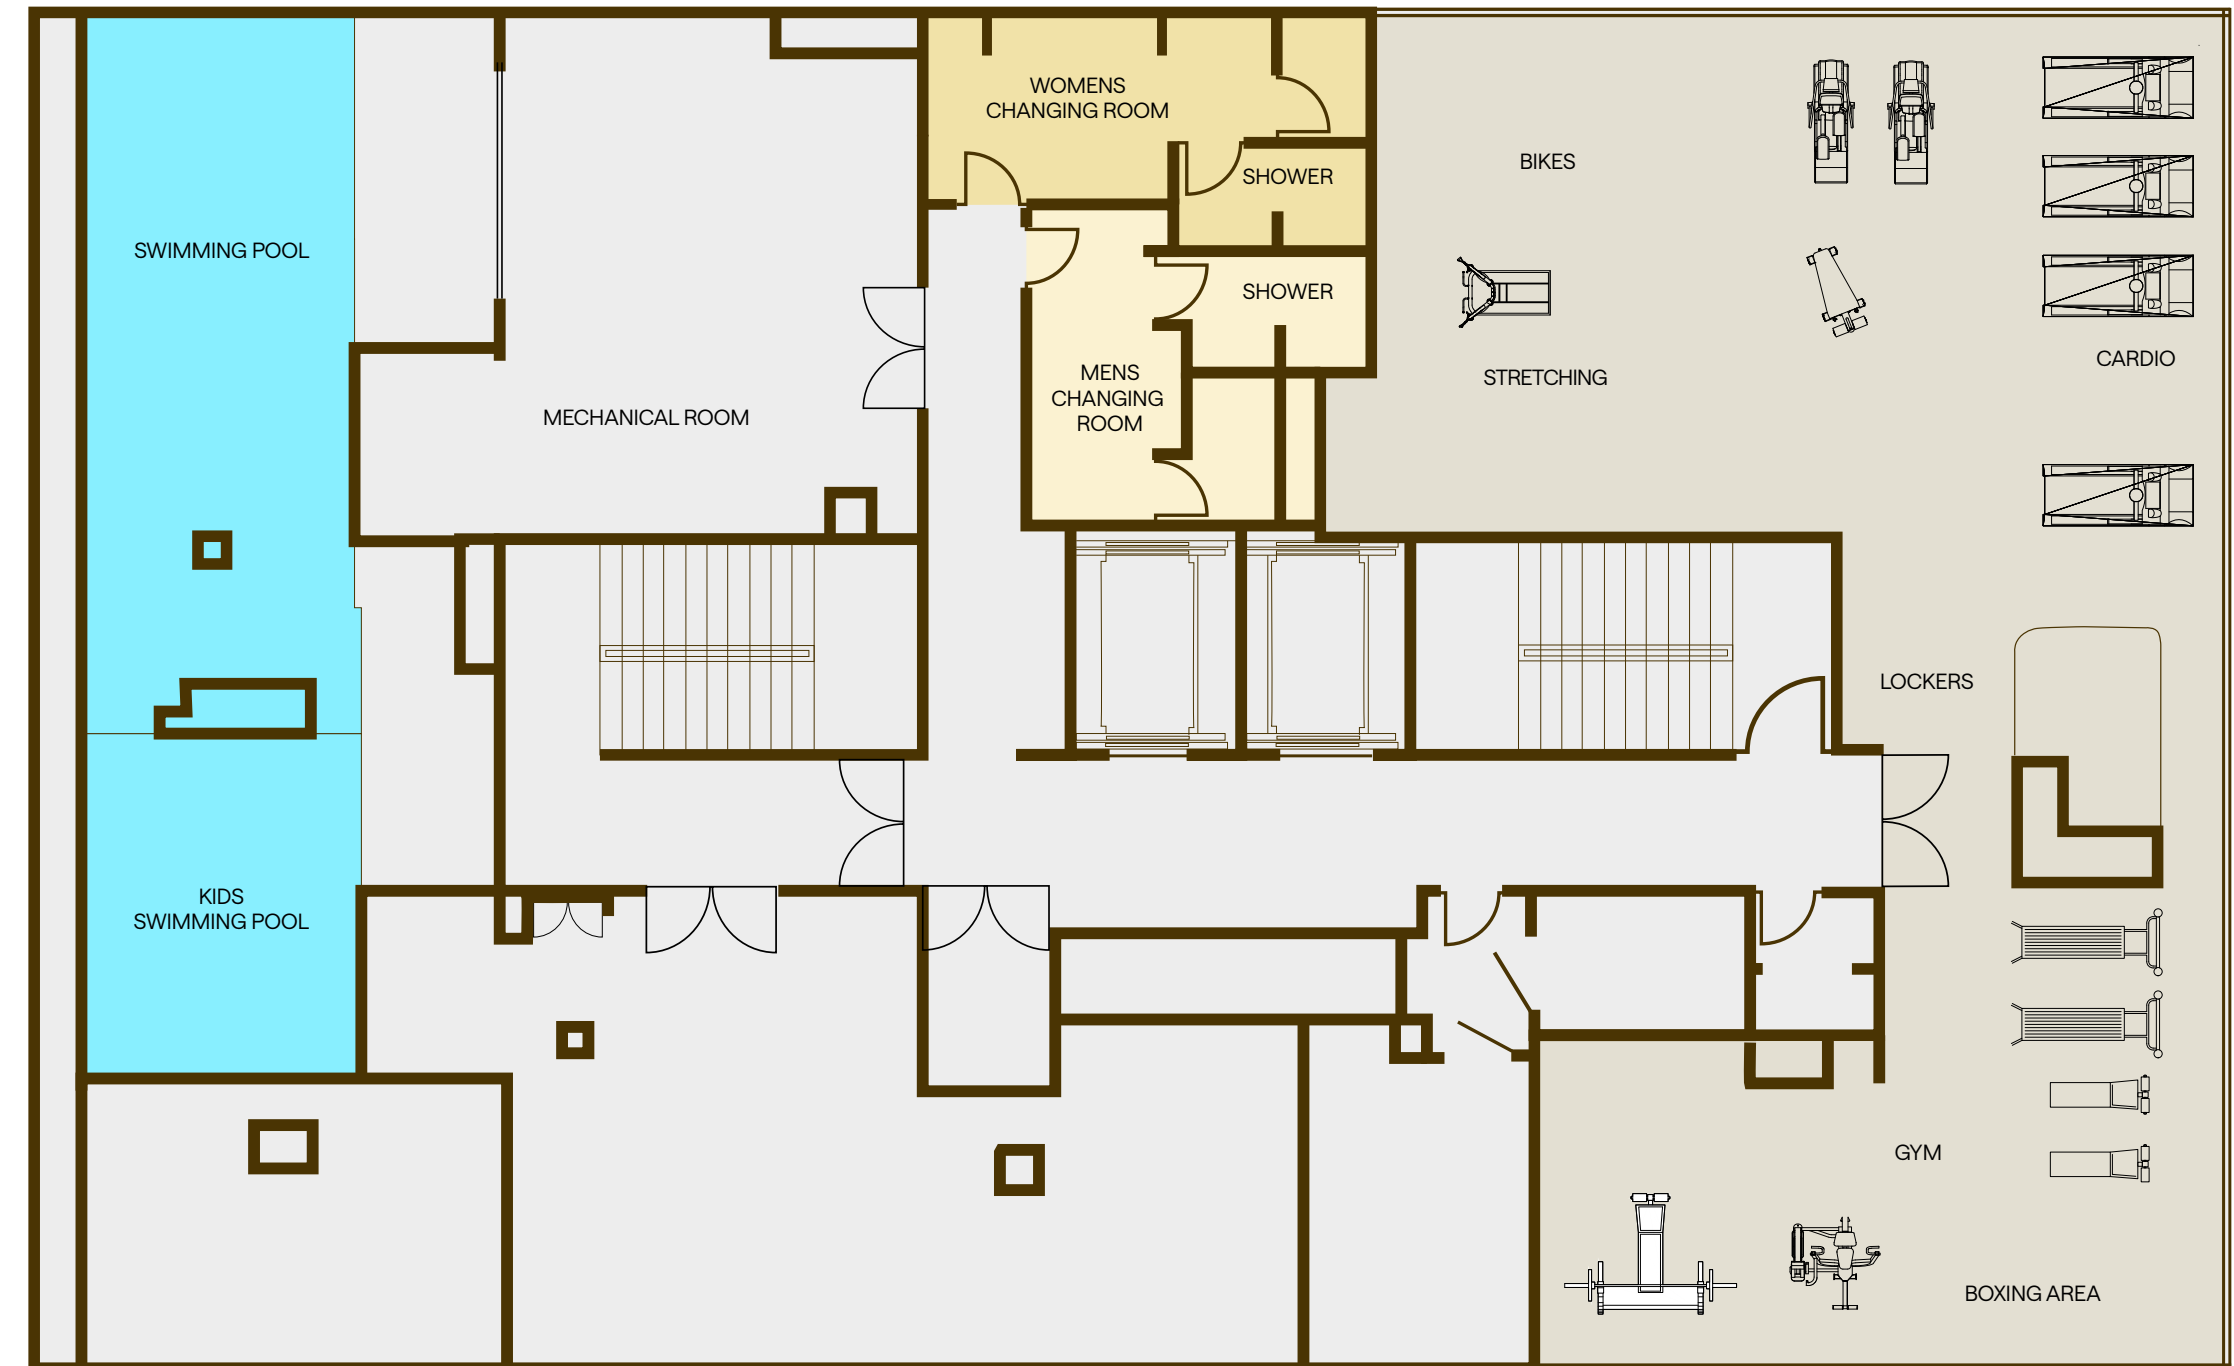 WOMENS
CHANGING ROOM
BIKES
SHOWER
SWIMMING POOL
SHOWER
CARDIO
MENS
CHANGING
ROOM
STRETCHING
MECHANICAL ROOM
LOCKERS
KIDS
SWIMMING POOL
GYM
BOXING AREA